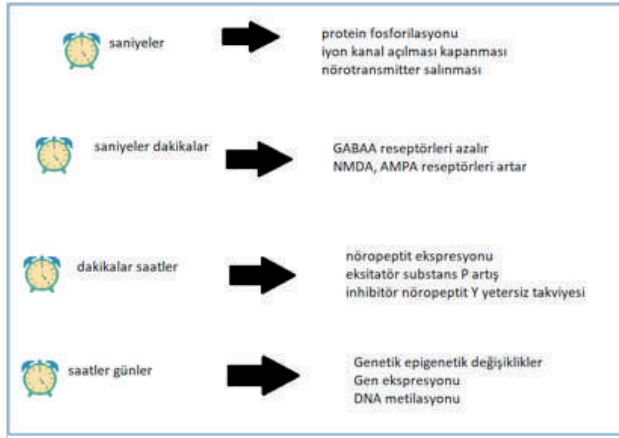 saniyeler
protein fosforilasyonu
iyon kanal açılması kapanması
nörotransmitter salınması
saniyeler dakikalar
GABAA reseptörleri azalır
NMDA, AMPA reseptörleri artar
dakikalar saatler
nöropeptit ekspresyonu
eksitatör substans P artış
inhibitör nöropeptit Y yetersiz takviyesi
saatler günler
Genetik epigenetik değişiklikler
Gen ekspresyonu
DNA metilasyonu